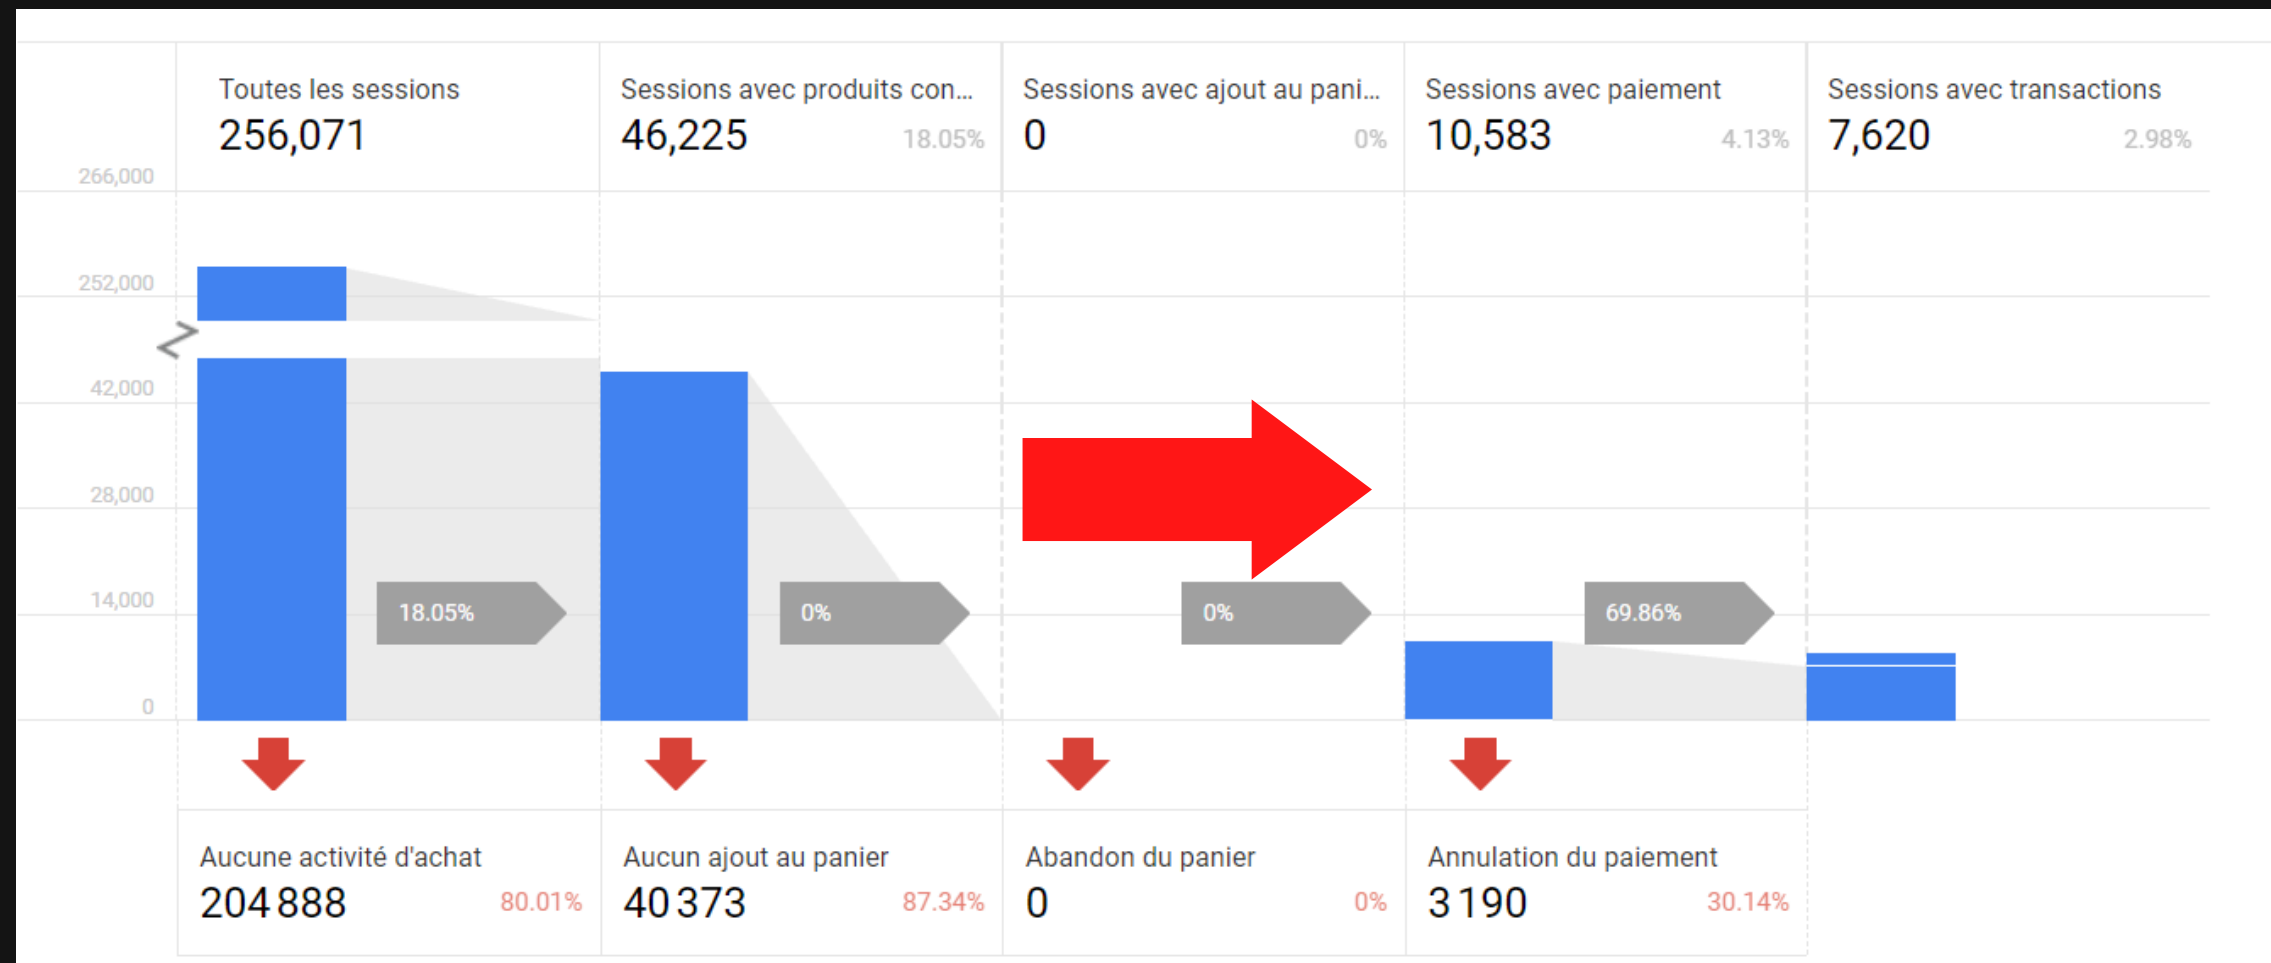 Toutes les sessions
256,071
Sessions avec produits con...
46,225 18.05%
Sessions avec ajout au pani...
0 0%
Sessions avec paiement
10,583 4.13%
Sessions avec transactions
7,620 2.98%
266,000
252,000
42,000
28,000
14,000
0
18.05%
0%
0%
69.86%
Aucune activité d'achat
204 888 80.01%
Aucun ajout au panier
40 373 87.34%
Abandon du panier
0 0%
Annulation du paiement
3 190 30.14%